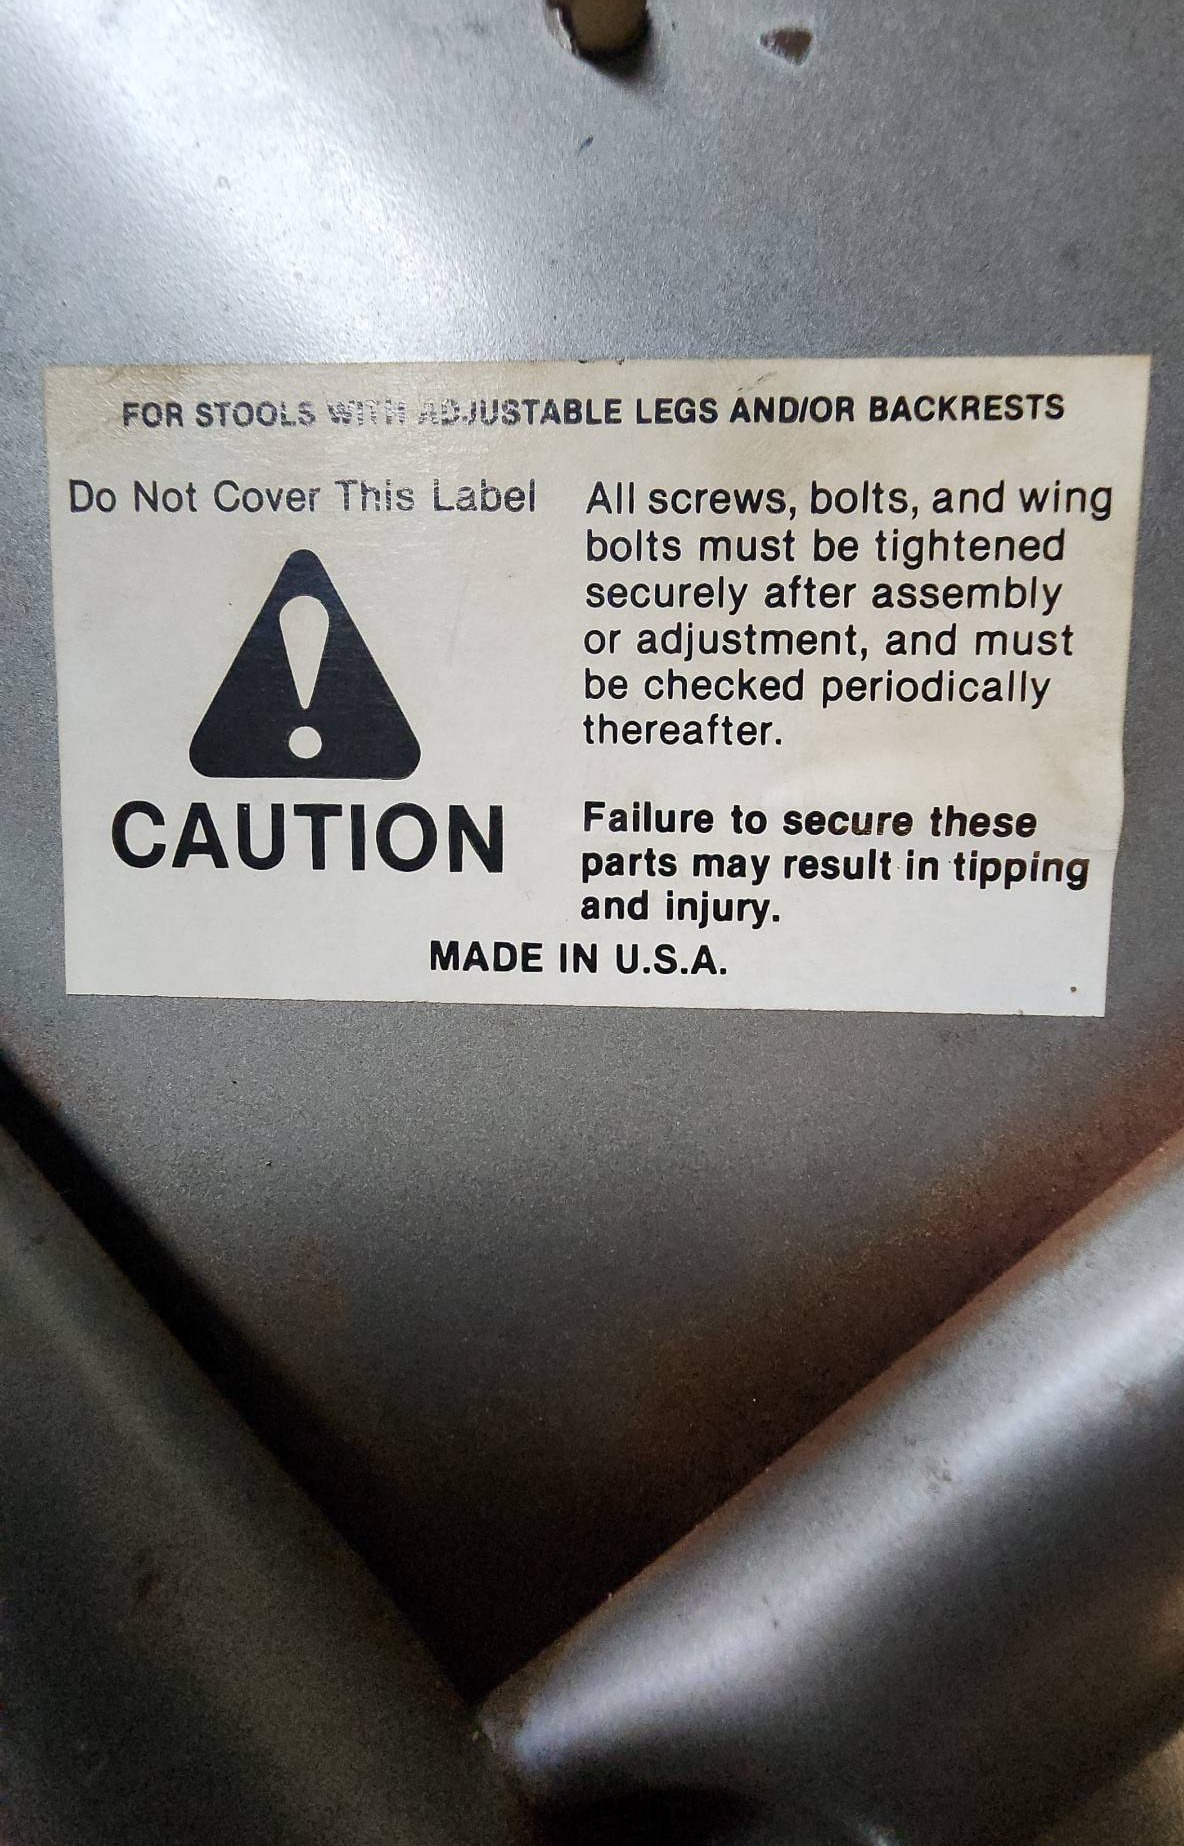 FOR STOOLS WITH ADJUSTABLE LEGS AND/OR BACKRESTS
Do Not Cover This Label
CAUTION
All screws, bolts, and wing
bolts must be tightened
securely after assembly
or adjustment, and must
be checked periodically
thereafter.
Failure to secure these
parts may result in tipping
and injury.
MADE IN U.S.A.